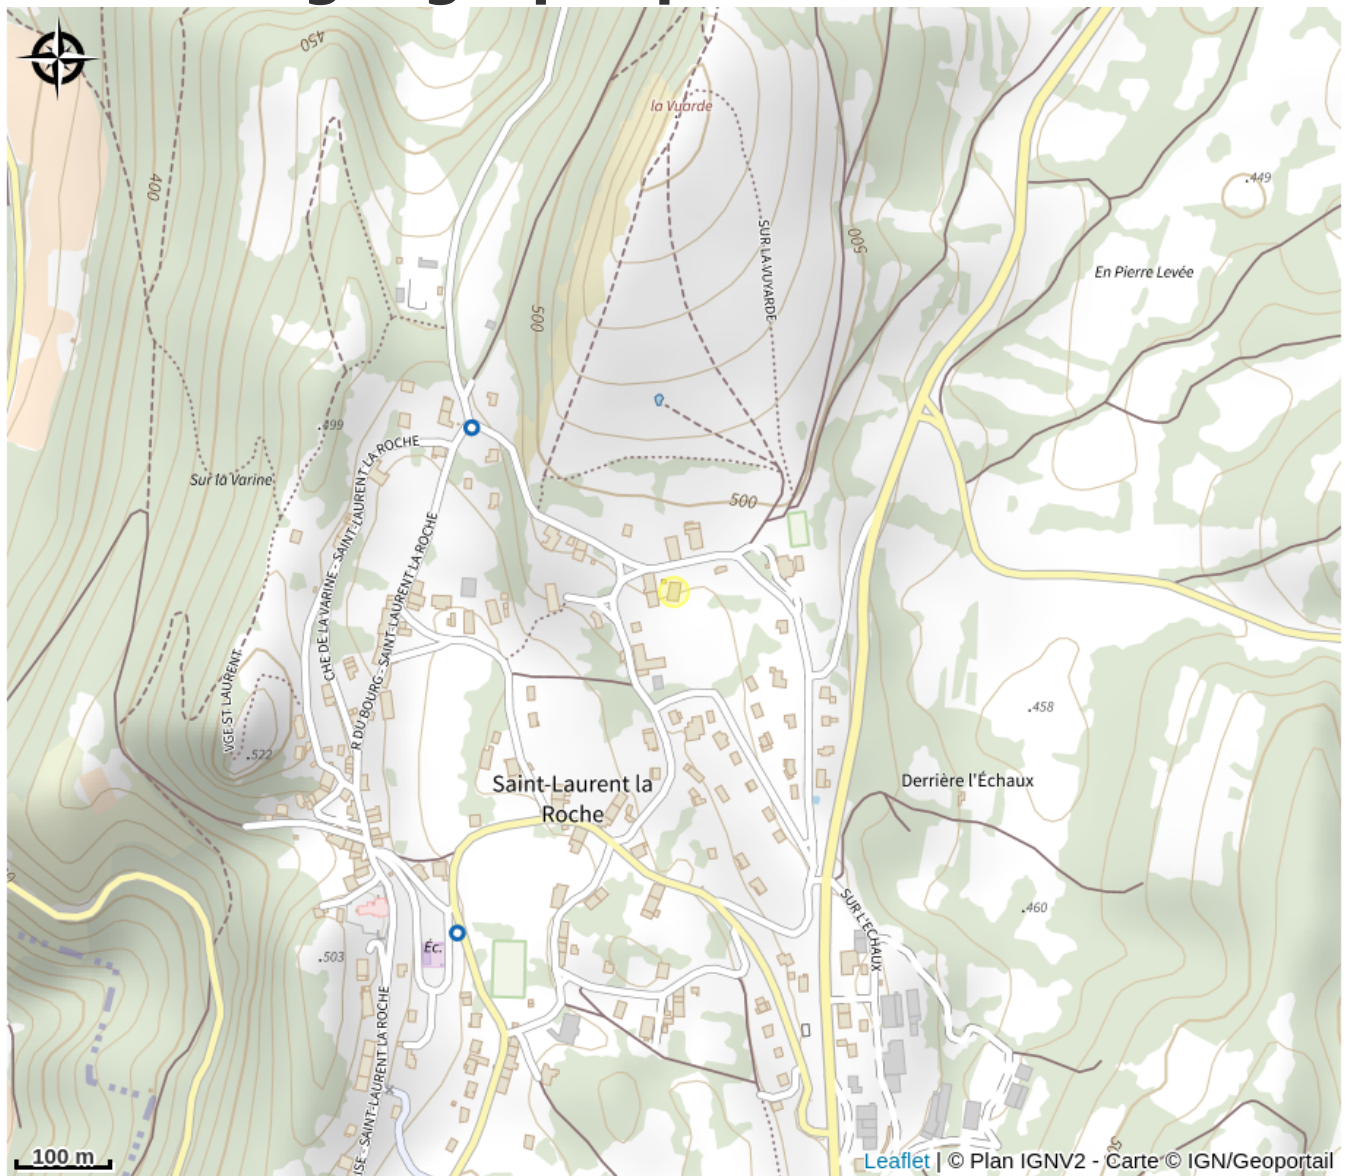 450
la Vuarde
400
.449
SUR LA VUYARDE
500
En Pierre Levée
500
.499
CHE DE LA VARINE - SAINT-LAURENT LA ROCHE
Sur la Varine
500
R DU BOURG - SAINT-LAURENT LA ROCHE
VGE ST LAURENT
.458
.522
Saint-Laurent la
Roche
Derrière l'Échaux
SUR L'ECHAUX
.460
Éc.
.503
ISE - SAINT-LAURENT LA ROCHE
100 m
Leaflet | © Plan IGNV2 - Carte © IGN/Geoportail